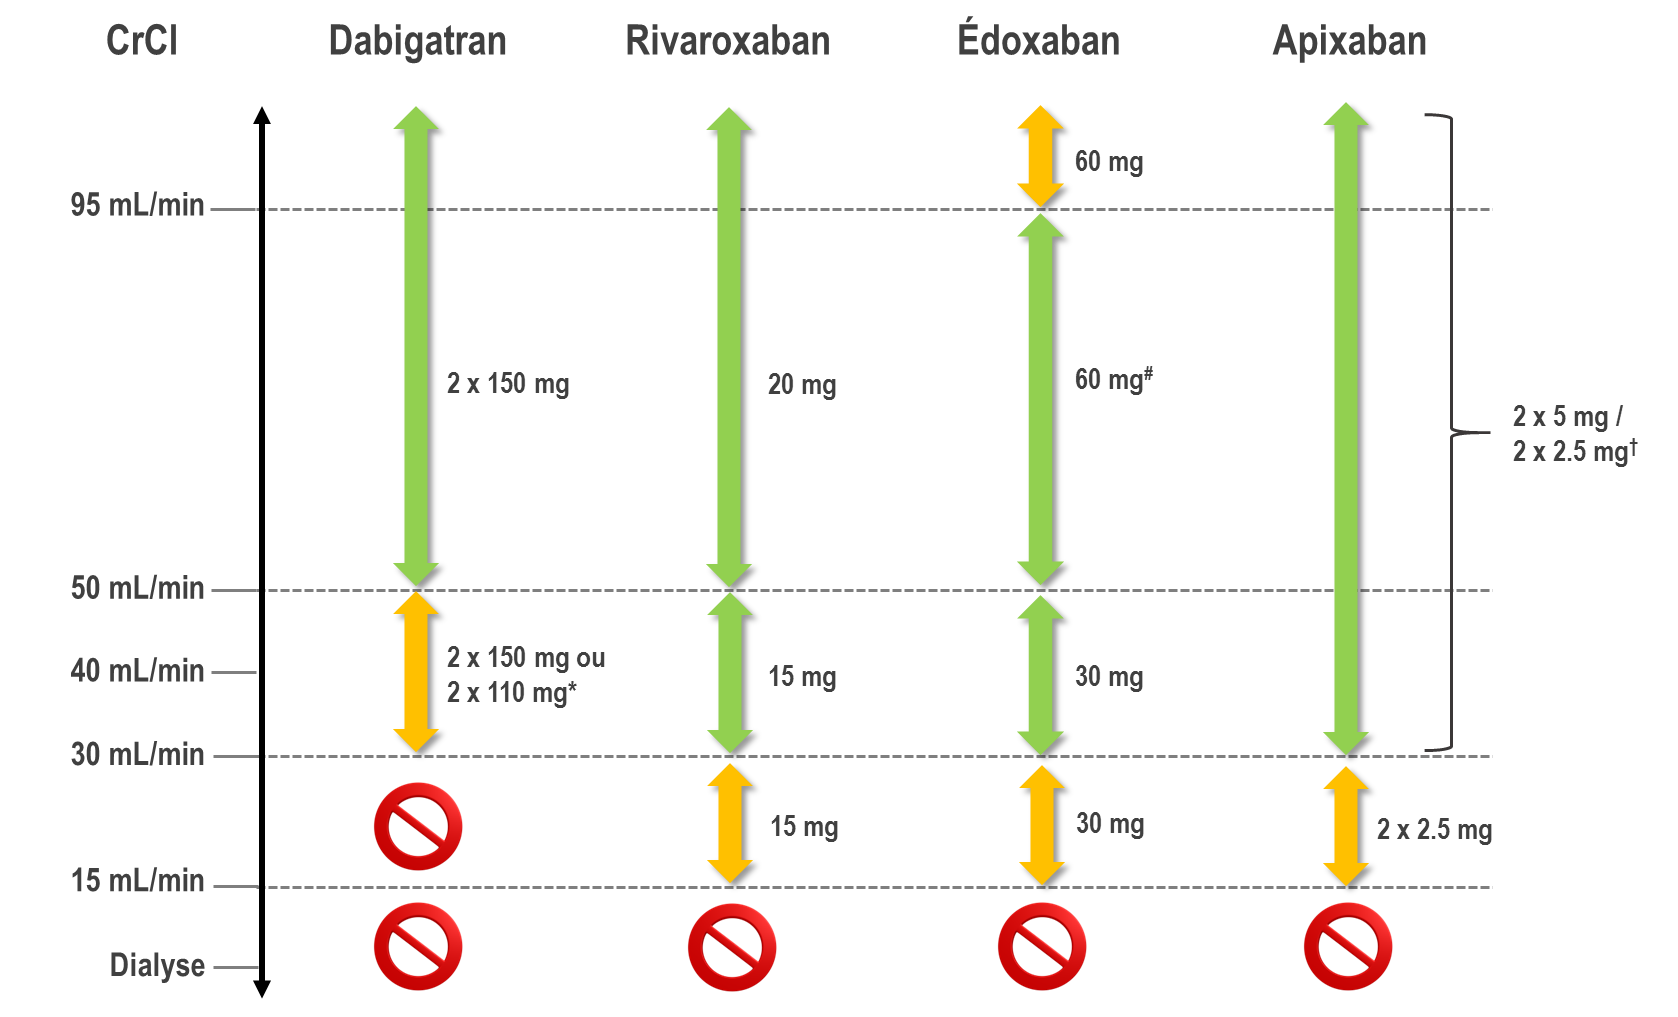 CrCl
Dabigatran
Rivaroxaban
Édoxaban
Apixaban
60 mg
95 mL/min
2 x 150 mg
20 mg
60 mg#
2 x 5 mg /
2 x 2.5 mg†
50 mL/min
2 x 150 mg ou
2 x 110 mg*
15 mg
30 mg
40 mL/min
30 mL/min
15 mg
30 mg
2 x 2.5 mg
15 mL/min
Dialyse